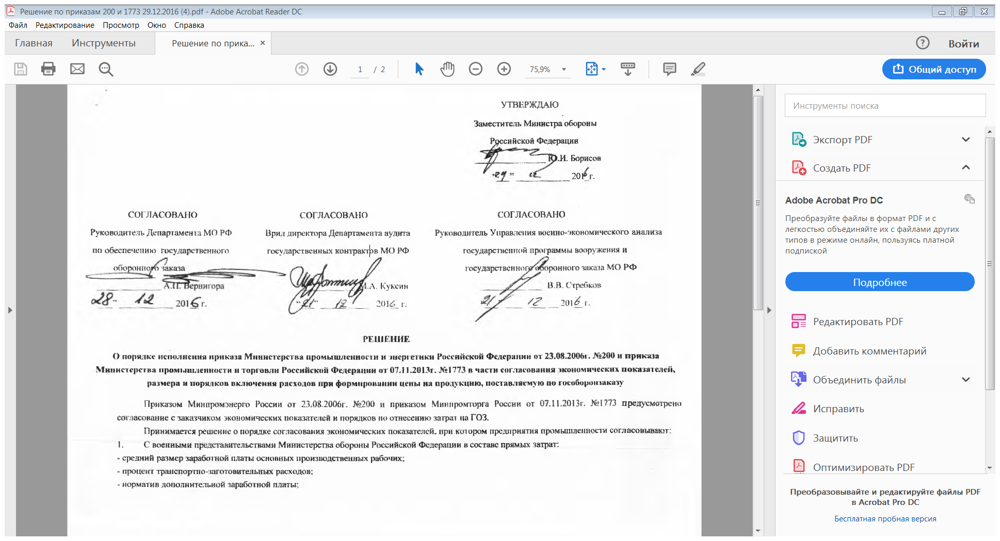 Решение по приказам 200 и 1773 29.12.2016 (4).pdf - Adobe Acrobat Reader DC
Файл Редактирование Просмотр Окно Справка
Главная Инструменты Решение по прика... × Войти
1 / 2 75,9% Общий доступ
УТВЕРЖДАЮ
Заместитель Министра обороны
Российской Федерации
Ю.И. Борисов
"29" 12 2016 г.
СОГЛАСОВАНО
Руководитель Департамента МО РФ
по обеспечению государственного
оборонного заказа
А.П. Вернигора
28" 12 2016 г.
СОГЛАСОВАНО
Врид директора Департамента аудита
государственных контрактов МО РФ
М.А. Куксин
"21" 12 2016 г.
СОГЛАСОВАНО
Руководитель Управления военно-экономического анализа
государственной программы вооружения и
государственного оборонного заказа МО РФ
В.В. Стребков
21 12 2016 г.
РЕШЕНИЕ
О порядке исполнения приказа Министерства промышленности и энергетики Российской Федерации от 23.08.2006г. №200 и приказа
Министерства промышленности и торговли Российской Федерации от 07.11.2013г. №1773 в части согласования экономических показателей,
размера и порядков включения расходов при формировании цены на продукцию, поставляемую по гособоронзаказу
Приказом Минпромэнерго России от 23.08.2006г. №200 и приказом Минпромторга России от 07.11.2013г. №1773 предусмотрено
согласование с заказчиком экономических показателей и порядков по отнесению затрат на ГОЗ.
Принимается решение о порядке согласования экономических показателей, при котором предприятия промышленности согласовывают:
1. С военными представительствами Министерства обороны Российской Федерации в составе прямых затрат:
- средний размер заработной платы основных производственных рабочих;
- процент транспортно-заготовительных расходов;
- норматив дополнительной заработной платы;
Инструменты поиска
Экспорт PDF
Создать PDF
Adobe Acrobat Pro DC
Преобразуйте файлы в формат PDF и с
легкостью объединяйте их с файлами других
типов в режиме онлайн, пользуясь платной
подпиской
Подробнее
Редактировать PDF
Добавить комментарий
Объединить файлы
Исправить
Защитить
Оптимизировать PDF
Преобразовывайте и редактируйте файлы PDF
в Acrobat Pro DC
Бесплатная пробная версия